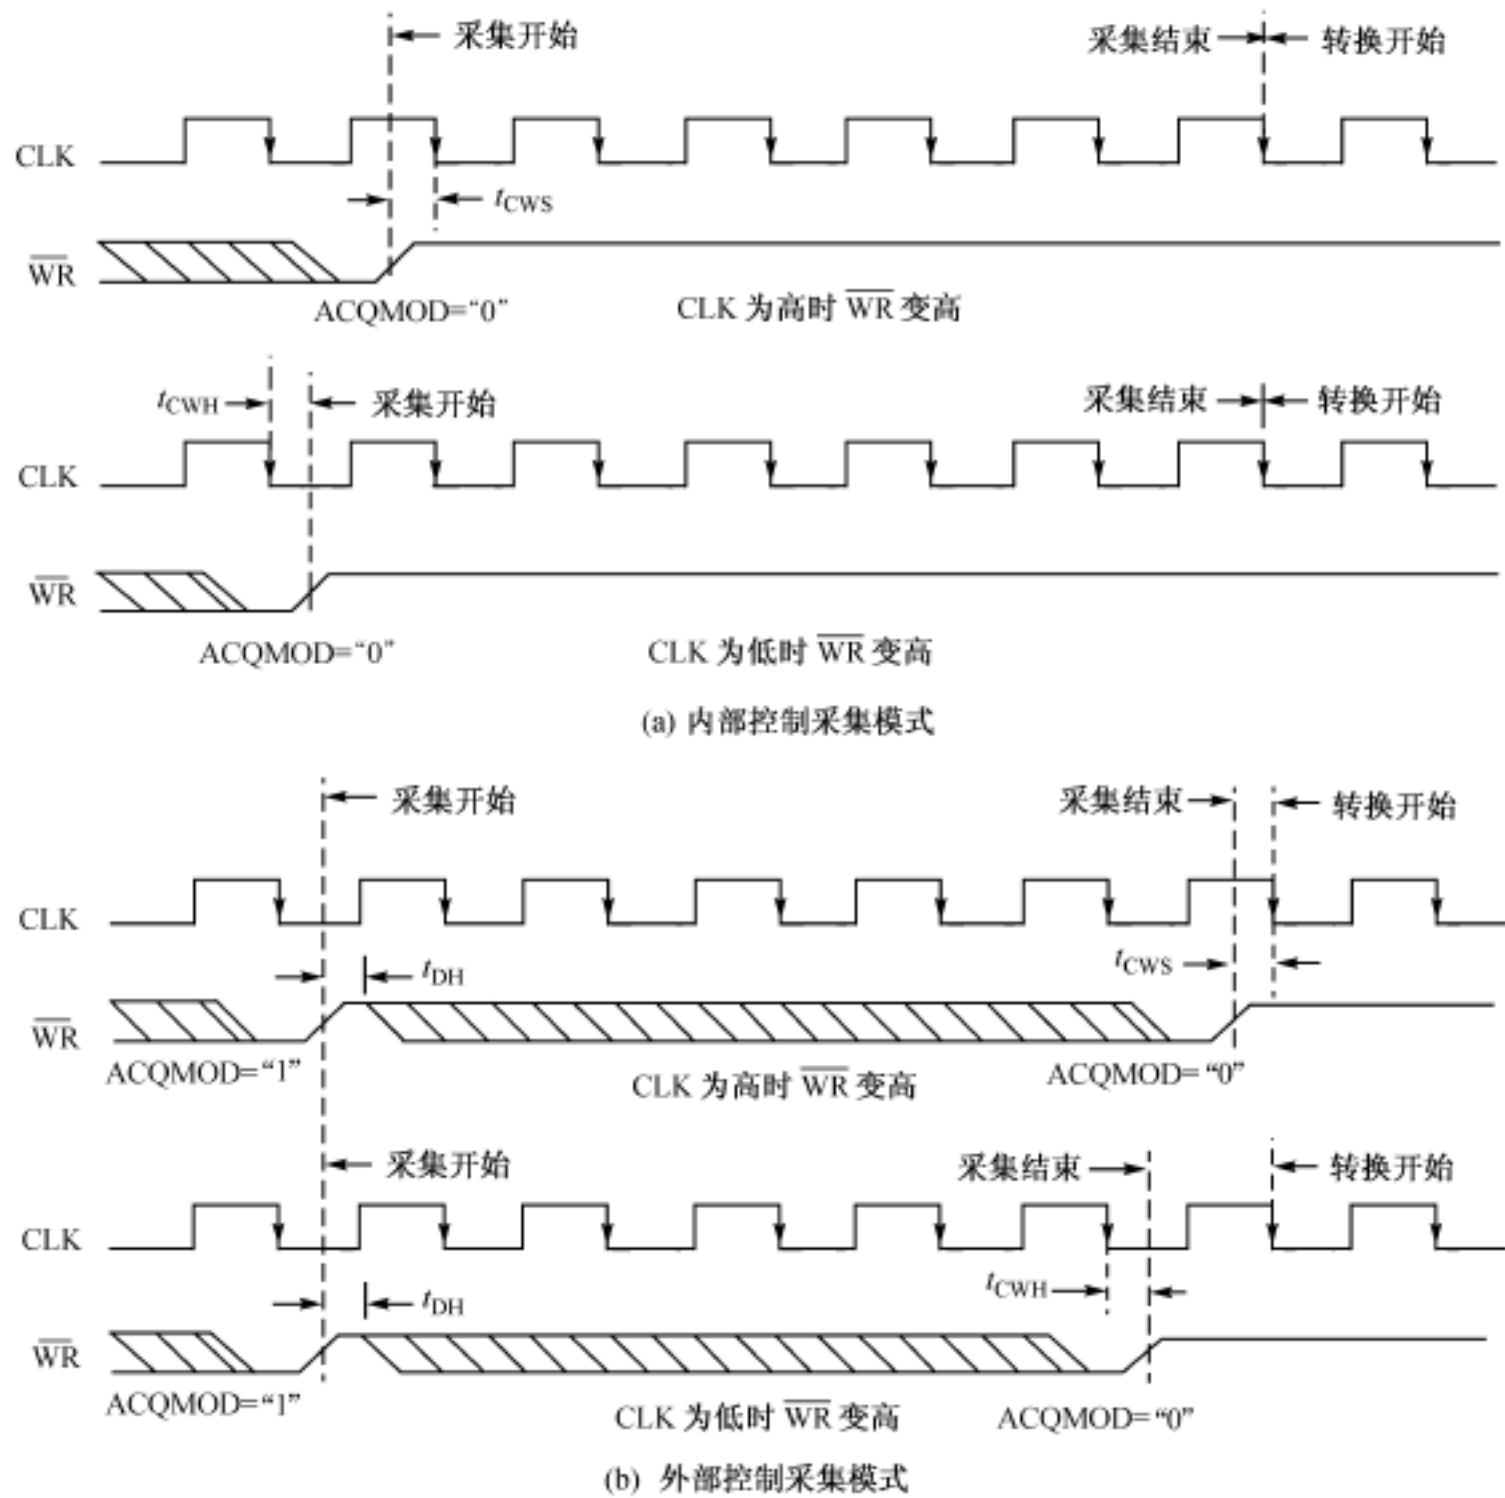 采集开始 采集结束 转换开始
CLK
tCWS
WR
ACQMOD=“0” CLK 为高时 WR 变高
tCWH 采集开始 采集结束 转换开始
CLK
WR
ACQMOD=“0” CLK 为低时 WR 变高
(a) 内部控制采集模式
采集开始 采集结束 转换开始
CLK
tDH tCWS
WR
ACQMOD=“1” CLK 为高时 WR 变高 ACQMOD=“0”
采集开始 采集结束 转换开始
CLK
tDH tCWH
WR
ACQMOD=“1” CLK 为低时 WR 变高 ACQMOD=“0”
(b) 外部控制采集模式